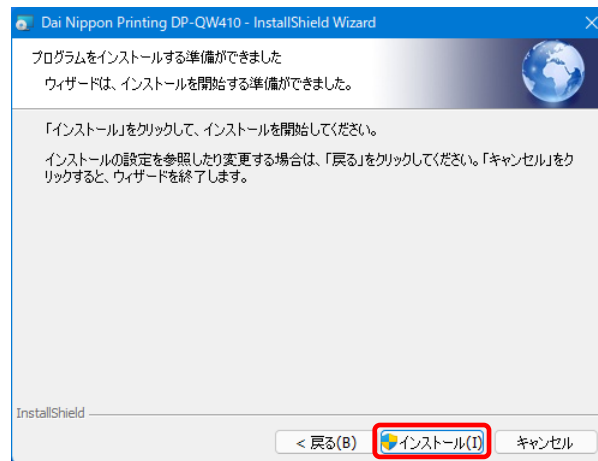 Dai Nippon Printing DP-QW410 - InstallShield Wizard
プログラムをインストールする準備ができました
ウィザードは、インストールを開始する準備ができました。
「インストール」をクリックして、インストールを開始してください。
インストールの設定を参照したり変更する場合は、「戻る」をクリックしてください。「キャンセル」をク
リックすると、ウィザードを終了します。
InstallShield
< 戻る(B)
インストール(I)
キャンセル